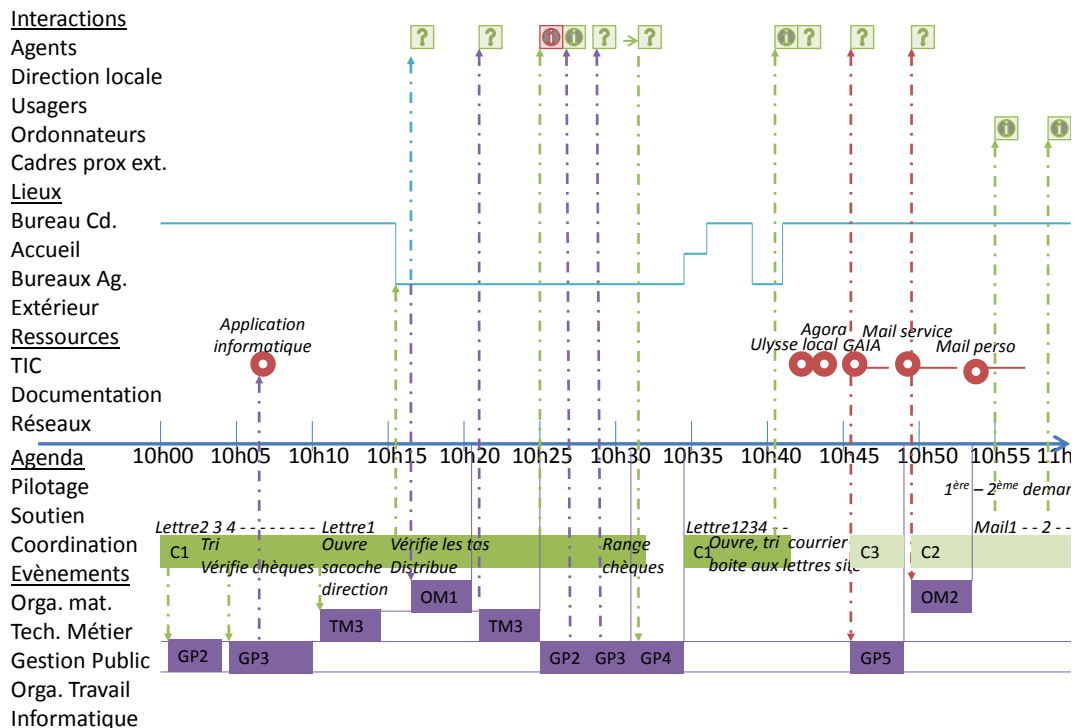 Interactions
Agents
Direction locale
Usagers
Ordonnateurs
Cadres prox ext.
Lieux
Bureau Cd.
Accueil
Bureaux Ag.
Extérieur
Ressources
TIC
Documentation
Réseaux
? ? i i ? ? i ? ? ?
i i
Application
informatique
Agora
Ulysse local GAIA
Mail service
Mail perso
10h00 10h05 10h10 10h15 10h20 10h25 10h30 10h35 10h40 10h45 10h50 10h55 11h
Agenda
Pilotage
Soutien
Coordination
Evènements
Orga. mat.
Tech. Métier
Gestion Public
Orga. Travail
Informatique
1ère – 2ème deman
Lettre2 3 4 - - - - - - - - -
Lettre1
Lettre1234 - -
Mail1 - - 2 - -
C1
Tri
Vérifie chèques
Ouvre
sacoche
direction
Vérifie les tas
Distribue
Range
chèques
C1
Ouvre, tri courrier
boite aux lettres site
C3
C2
OM1
OM2
TM3
TM3
GP2
GP3
GP2
GP3
GP4
GP5